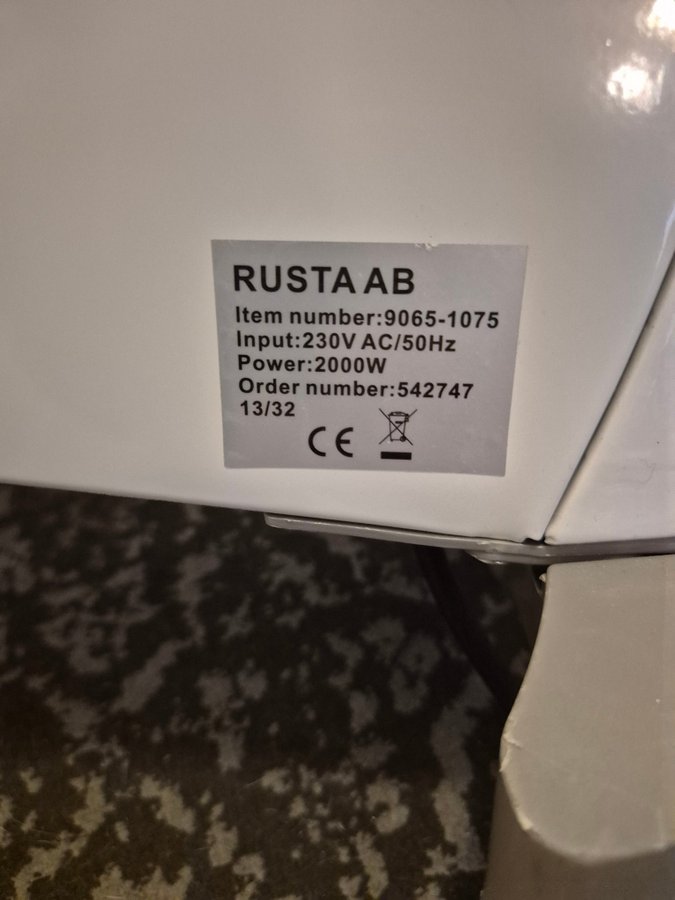 RUSTA AB
Item number:9065-1075
Input:230V AC/50Hz
Power:2000W
Order number:542747
13/32
CE